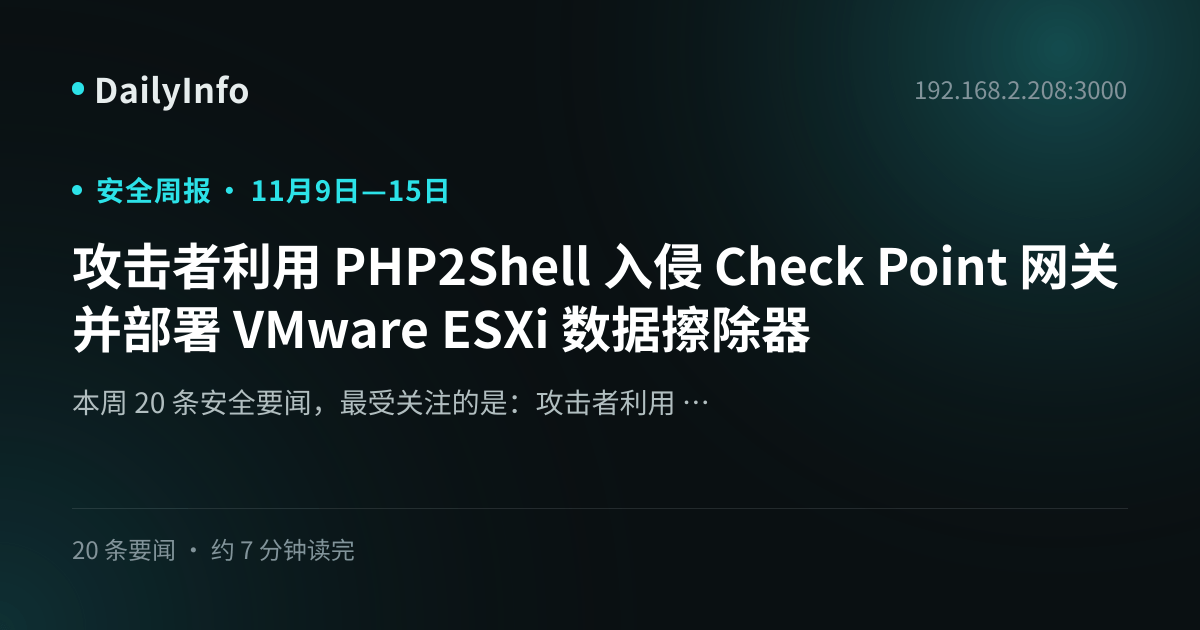 DailyInfo
192.168.2.208:3000
安全周报 · 11月9日—15日
攻击者利用 PHP2Shell 入侵 Check Point 网关
并部署 VMware ESXi 数据擦除器
本周 20 条安全要闻，最受关注的是：攻击者利用 …
20 条要闻 · 约 7 分钟读完